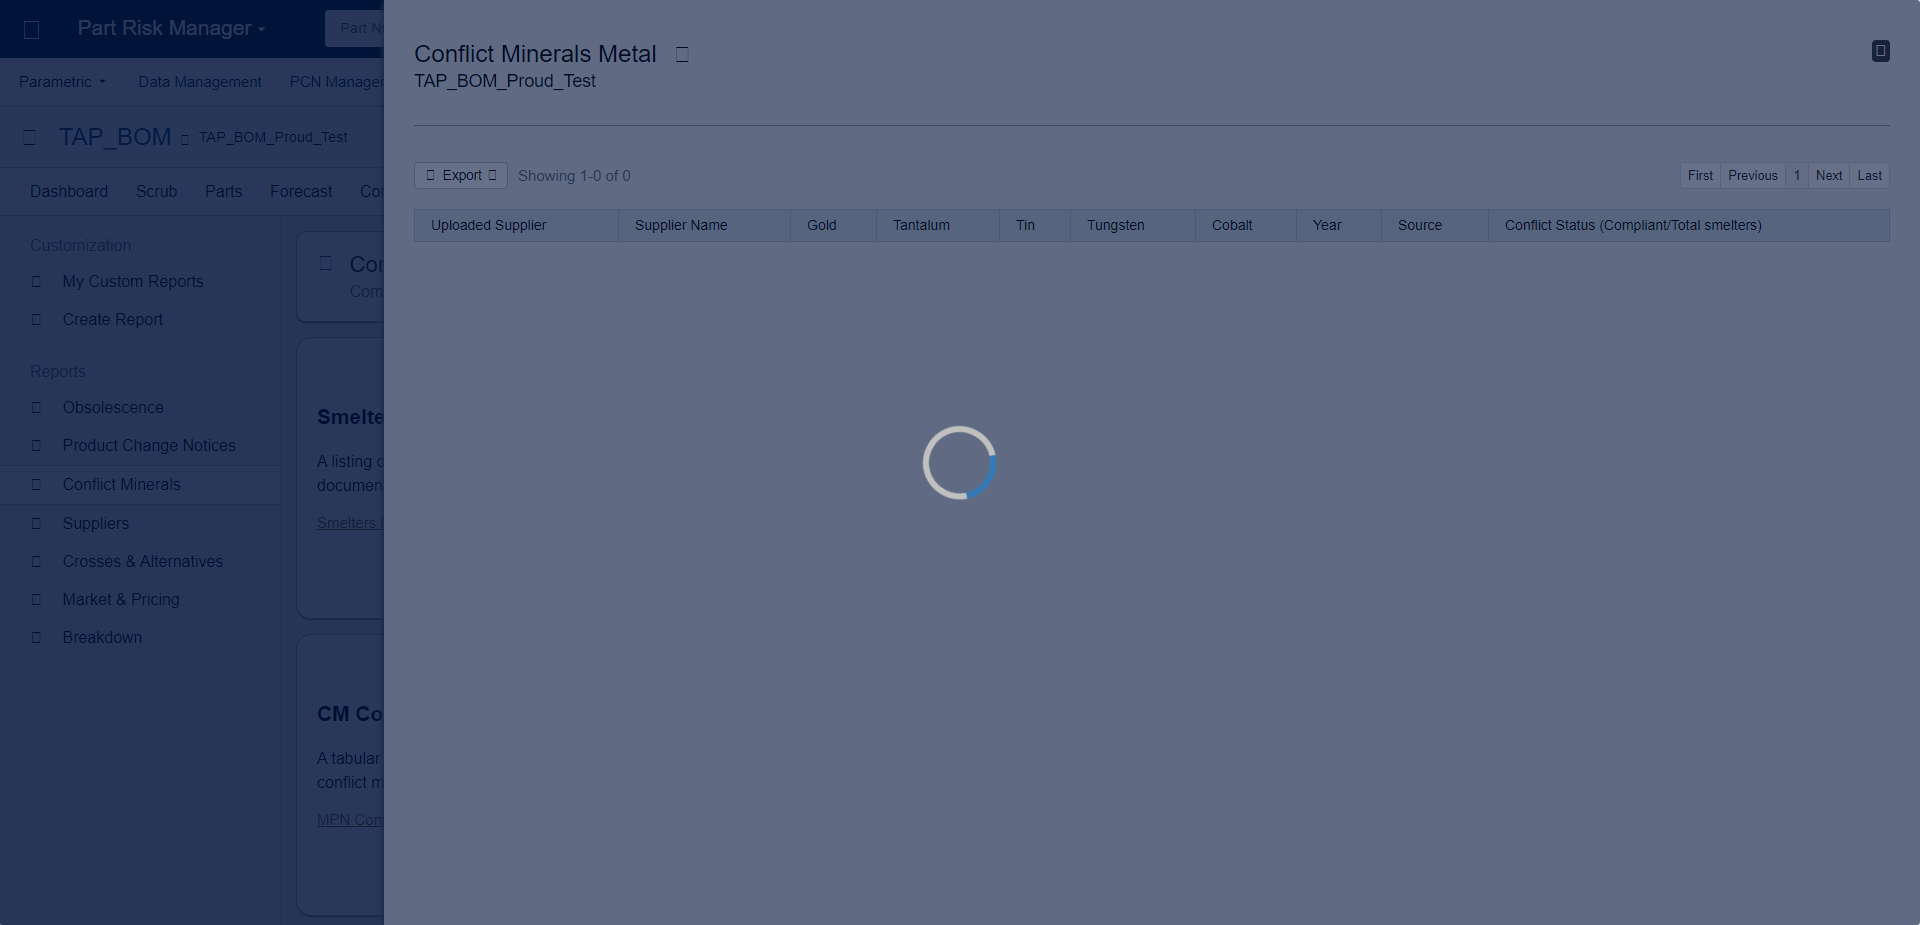 Part Risk Manager
Part N
Parametric
Data Management
PCN Manage
TAP_BOM
TAP_BOM_Proud_Test
Dashboard
Scrub
Parts
Forecast
Co
Customization
My Custom Reports
Create Report
Reports
Obsolescence
Product Change Notices
Conflict Minerals
Suppliers
Crosses & Alternatives
Market & Pricing
Breakdown
Con
Com
Smelte
A listing
documen
Smelters
CM Co
A tabular
conflict m
MPN Con
Conflict Minerals Metal
TAP_BOM_Proud_Test
Export
Showing 1-0 of 0
First Previous 1 Next Last
Uploaded Supplier Supplier Name Gold Tantalum Tin Tungsten Cobalt Year Source Conflict Status (Compliant/Total smelters)